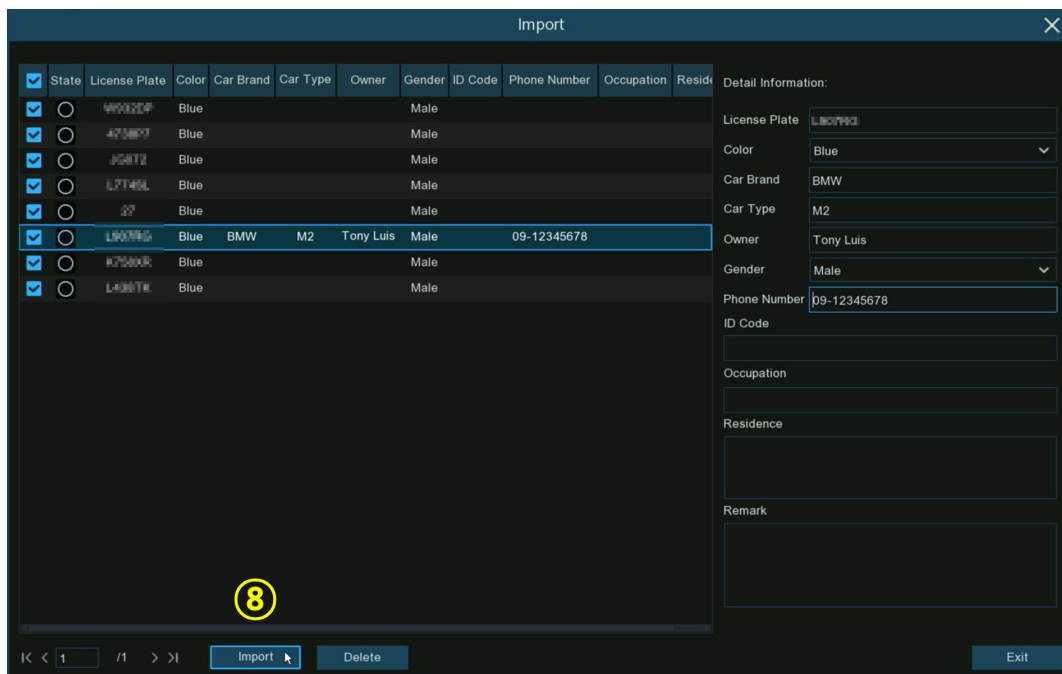 Import
State License Plate Color Car Brand Car Type Owner Gender ID Code Phone Number Occupation Reside
Blue Male
Blue Male
Blue Male
Blue Male
Blue Male
Blue BMW M2 Tony Luis Male 09-12345678
Blue Male
Blue Male
Detail Information:
License Plate
Color Blue
Car Brand BMW
Car Type M2
Owner Tony Luis
Gender Male
Phone Number 09-12345678
ID Code
Occupation
Residence
Remark
8
1 /1 Import Delete Exit